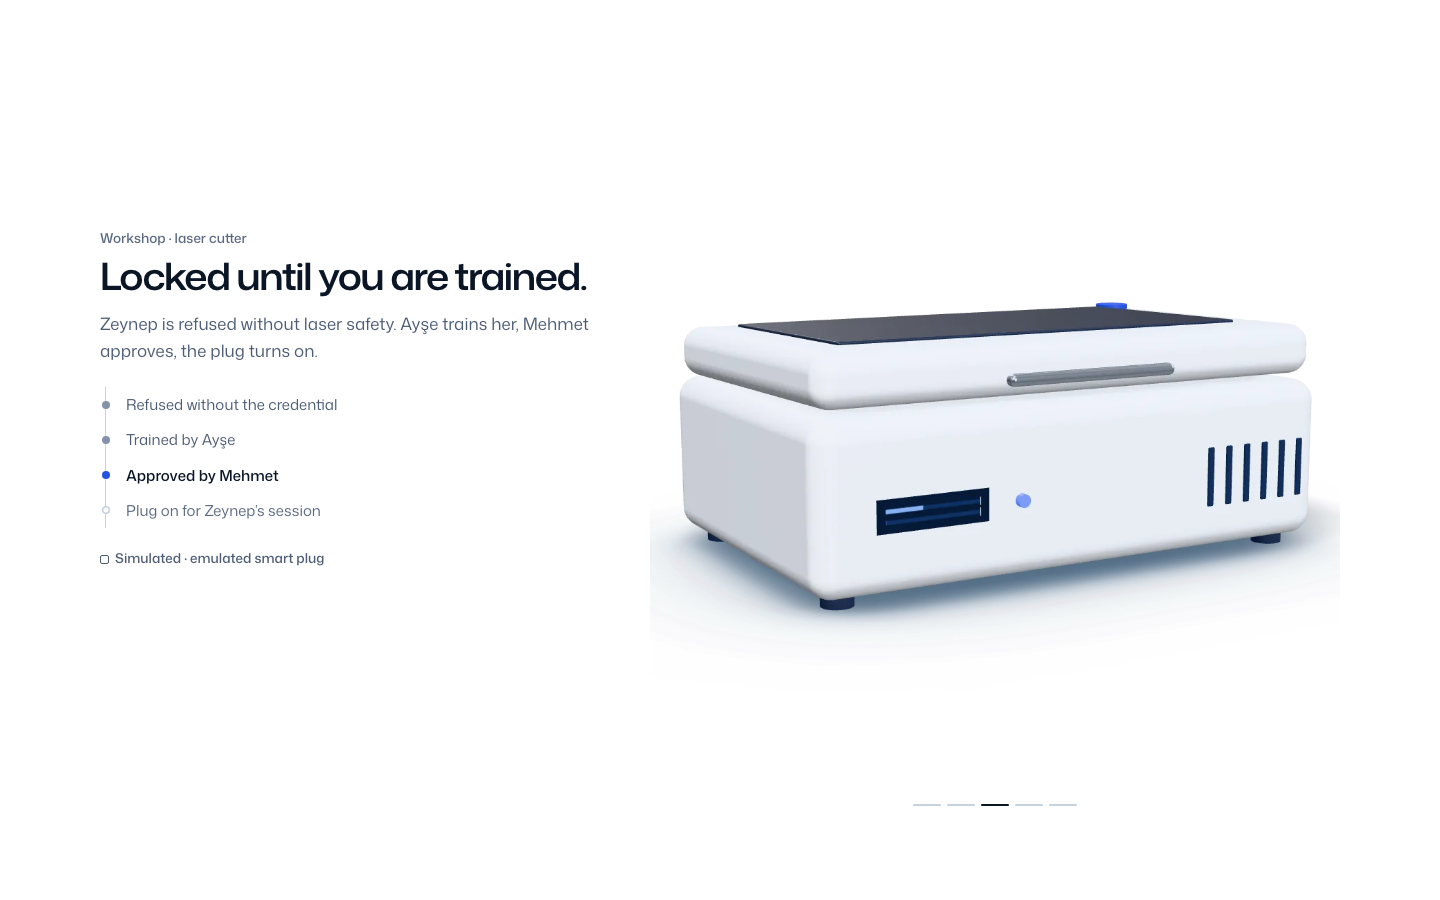 Workshop · laser cutter
Locked until you are trained.
Zeynep is refused without laser safety. Ayşe trains her, Mehmet
approves, the plug turns on.
Refused without the credential
Trained by Ayşe
Approved by Mehmet
Plug on for Zeynep's session
Simulated · emulated smart plug